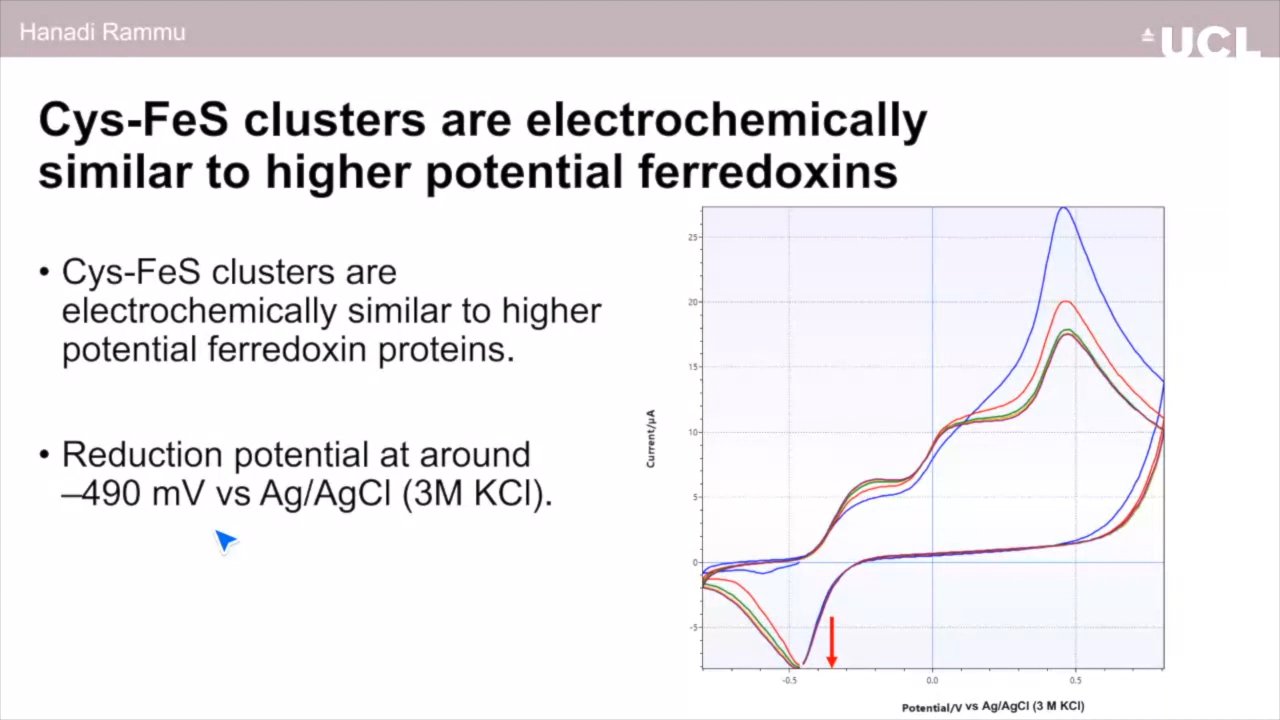 Hanadi Rammu
UCL
Cys-FeS clusters are electrochemically
similar to higher potential ferredoxins
• Cys-FeS clusters are
electrochemically similar to higher
potential ferredoxin proteins.
• Reduction potential at around
–490 mV vs Ag/AgCl (3M KCl).
Current/µA
25
20
15
10
5
0
-5
-0.5
0.0
0.5
Potential/V vs Ag/AgCl (3 M KCl)